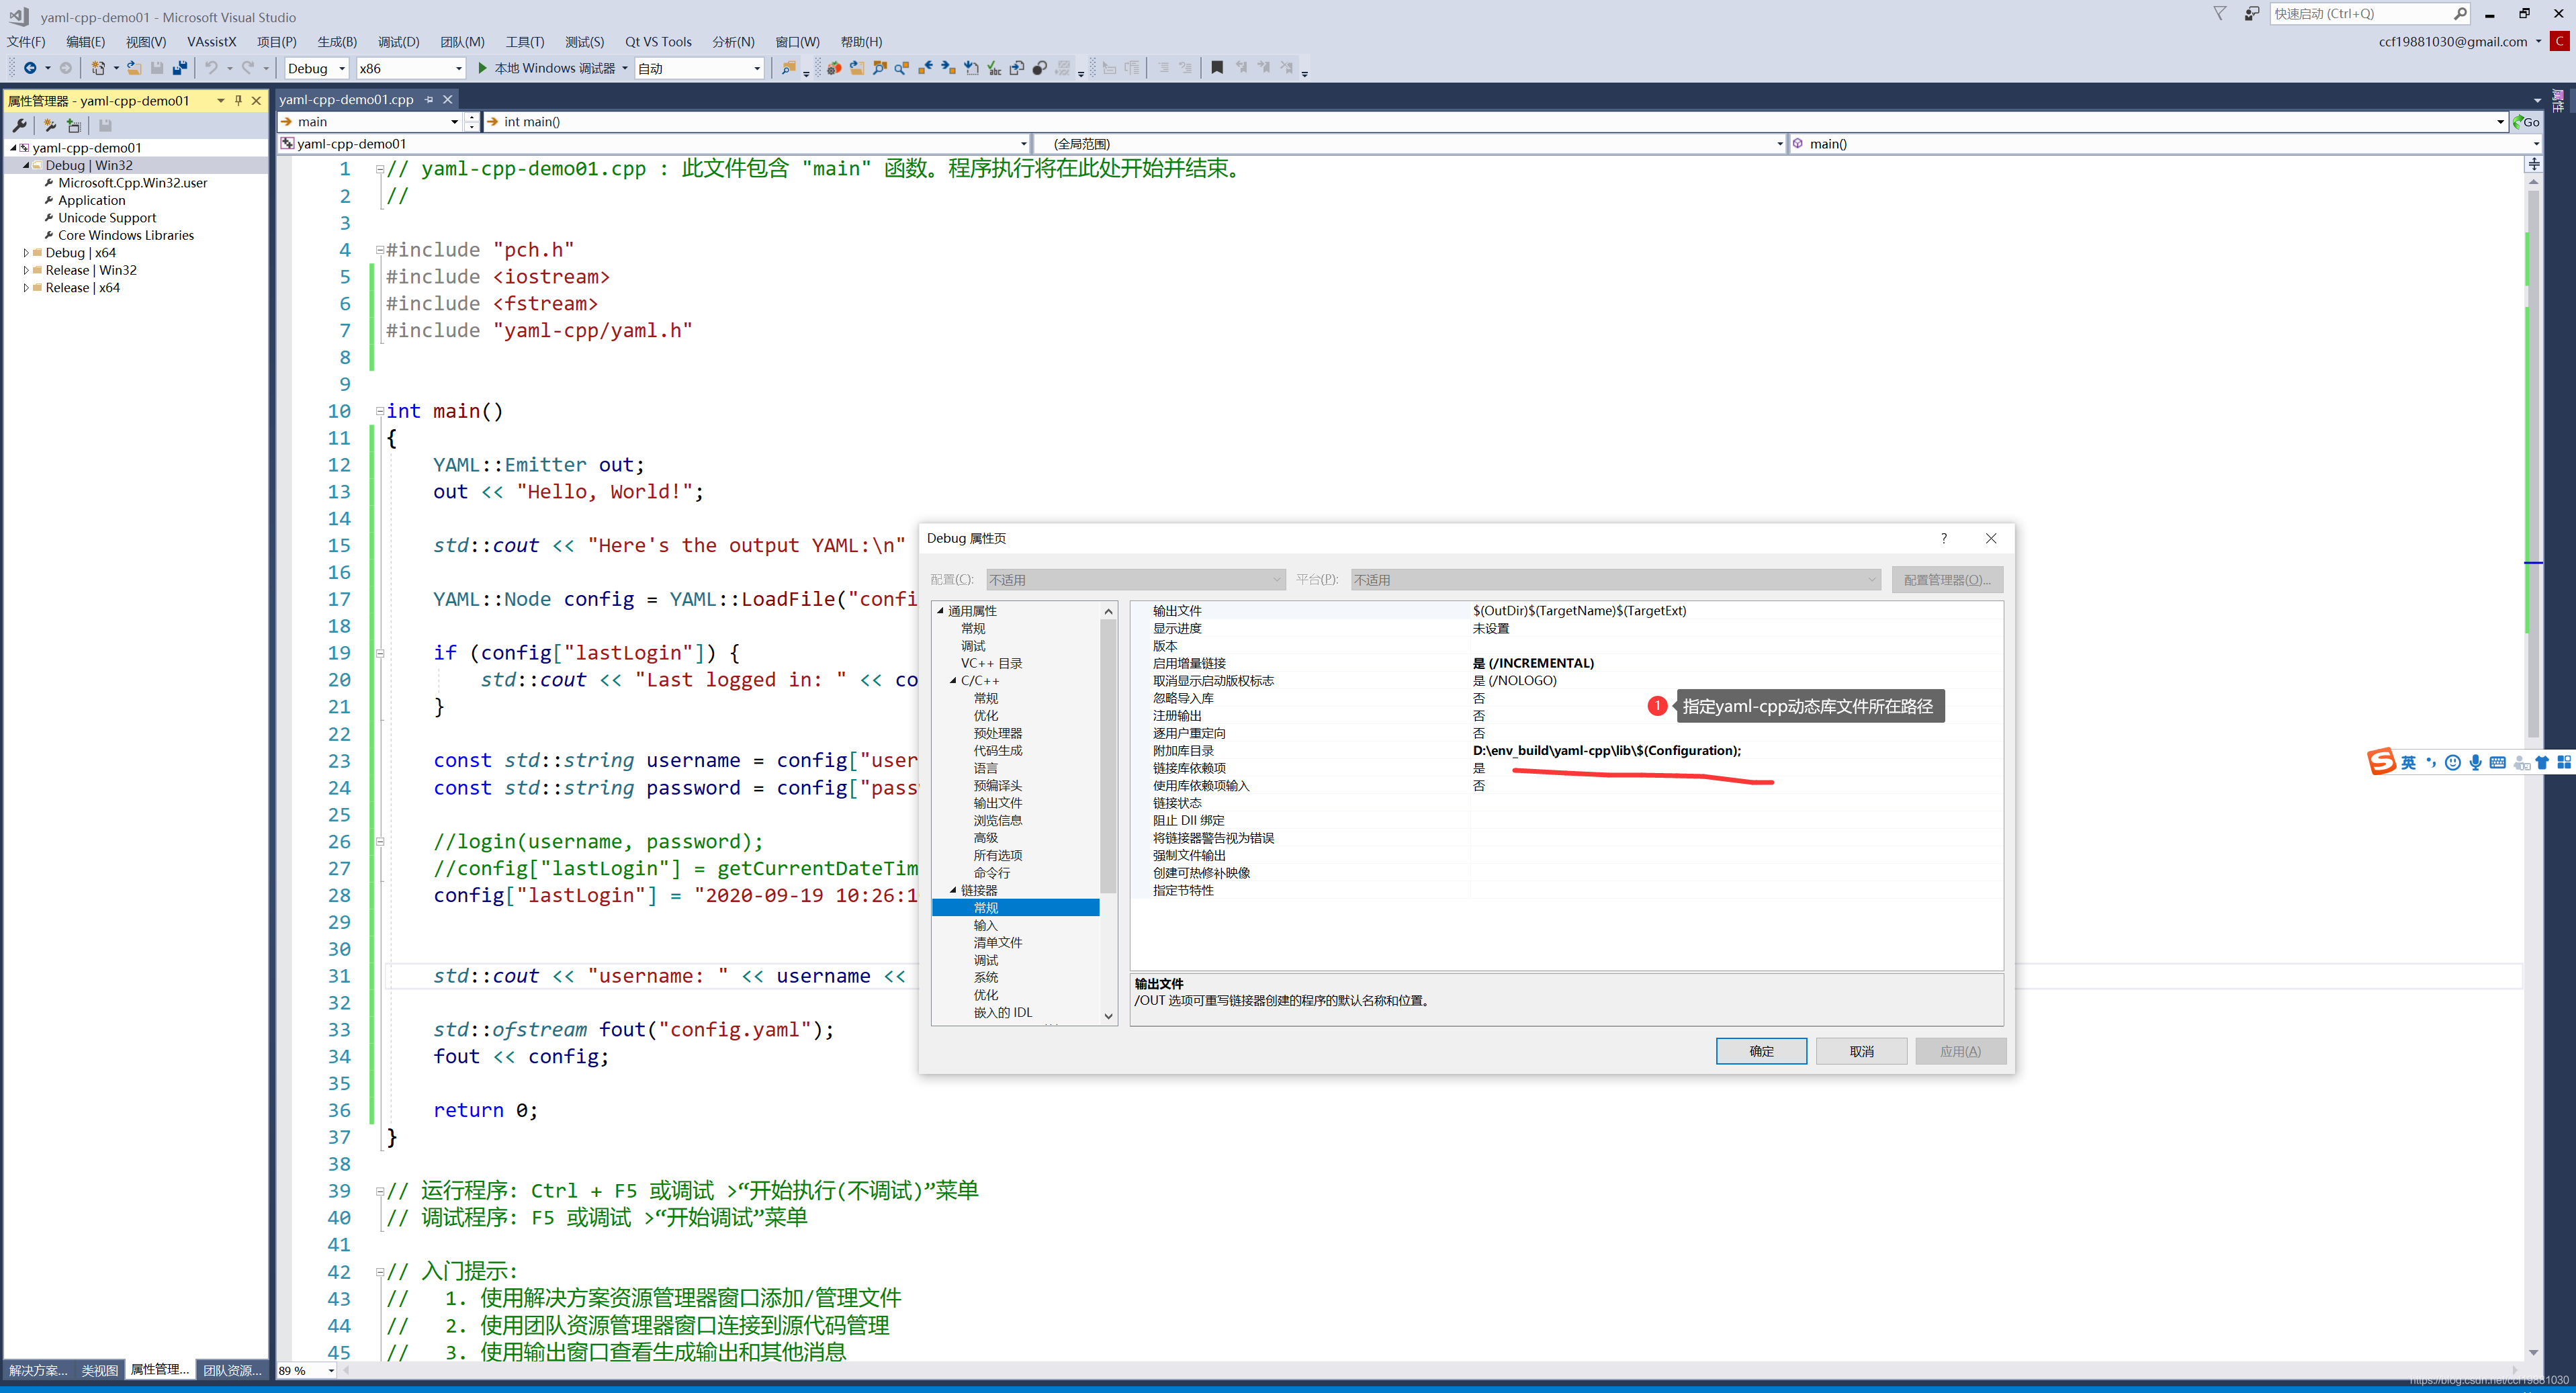 yaml-cpp-demo01 - Microsoft Visual Studio
快速启动 (Ctrl+Q)
文件(F) 编辑(E) 视图(V) VAssistX 项目(P) 生成(B) 调试(D) 团队(M) 工具(T) 测试(S) Qt VS Tools 分析(N) 窗口(W) 帮助(H)
ccf19881030@gmail.com C
Debug x86 本地 Windows 调试器 自动
属性管理器 - yaml-cpp-demo01
yaml-cpp-demo01.cpp
属性
main
int main()
Go
yaml-cpp-demo01
(全局范围)
main()
yaml-cpp-demo01
Debug | Win32
Microsoft.Cpp.Win32.user
Application
Unicode Support
Core Windows Libraries
Debug | x64
Release | Win32
Release | x64
1 // yaml-cpp-demo01.cpp : 此文件包含 "main" 函数。程序执行将在此处开始并结束。
2 //
3
4 #include "pch.h"
5 #include <iostream>
6 #include <fstream>
7 #include "yaml-cpp/yaml.h"
8
9
10 int main()
11 {
12 YAML::Emitter out;
13 out << "Hello, World!";
14
15 std::cout << "Here's the output YAML:\n"
16
17 YAML::Node config = YAML::LoadFile("confi
18
19 if (config["lastLogin"]) {
20 std::cout << "Last logged in: " << co
21 }
22
23 const std::string username = config["user
24 const std::string password = config["pass
25
26 //login(username, password);
27 //config["lastLogin"] = getCurrentDateTim
28 config["lastLogin"] = "2020-09-19 10:26:1
29
30
31 std::cout << "username: " << username <<
32
33 std::ofstream fout("config.yaml");
34 fout << config;
35
36 return 0;
37 }
38
39 // 运行程序: Ctrl + F5 或调试 >“开始执行(不调试)”菜单
40 // 调试程序: F5 或调试 >“开始调试”菜单
41
42 // 入门提示:
43 // 1. 使用解决方案资源管理器窗口添加/管理文件
44 // 2. 使用团队资源管理器窗口连接到源代码管理
45 // 3. 使用输出窗口查看生成输出和其他消息
Debug 属性页
?
配置(C): 不适用 平台(P): 不适用 配置管理器(O)...
通用属性
常规
调试
VC++ 目录
C/C++
常规
优化
预处理器
代码生成
语言
预编译头
输出文件
浏览信息
高级
所有选项
命令行
链接器
常规
输入
清单文件
调试
系统
优化
嵌入的 IDL
输出文件 $(OutDir)$(TargetName)$(TargetExt)
显示进度 未设置
版本
启用增量链接 是 (/INCREMENTAL)
取消显示启动版权标志 是 (/NOLOGO)
忽略导入库 否
注册输出 否
逐用户重定向 否
附加库目录 D:\env_build\yaml-cpp\lib\$(Configuration);
链接库依赖项 是
使用库依赖项输入 否
链接状态
阻止 Dll 绑定
将链接器警告视为错误
强制文件输出
创建可热修补映像
指定节特性
1 指定yaml-cpp动态库文件所在路径
输出文件
/OUT 选项可重写链接器创建的程序的默认名称和位置。
确定 取消 应用(A)
英
解决方案... 类视图 属性管理... 团队资源...
89 %
https://blog.csdn.net/ccf19881030